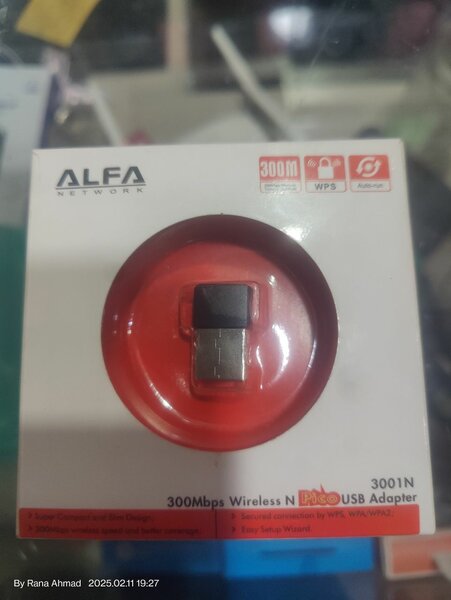 ALFA
NETWORK
300M
WPS
Auto-run
3001N
300Mbps Wireless N Pico USB Adapter
> Super Compact and Slim Design.
> 300Mbps wireless speed and better coverage.
> Secured connection by WPS, WPA/WPA2.
> Easy Setup Wizard.
By Rana Ahmad 2025.02.11 19:27